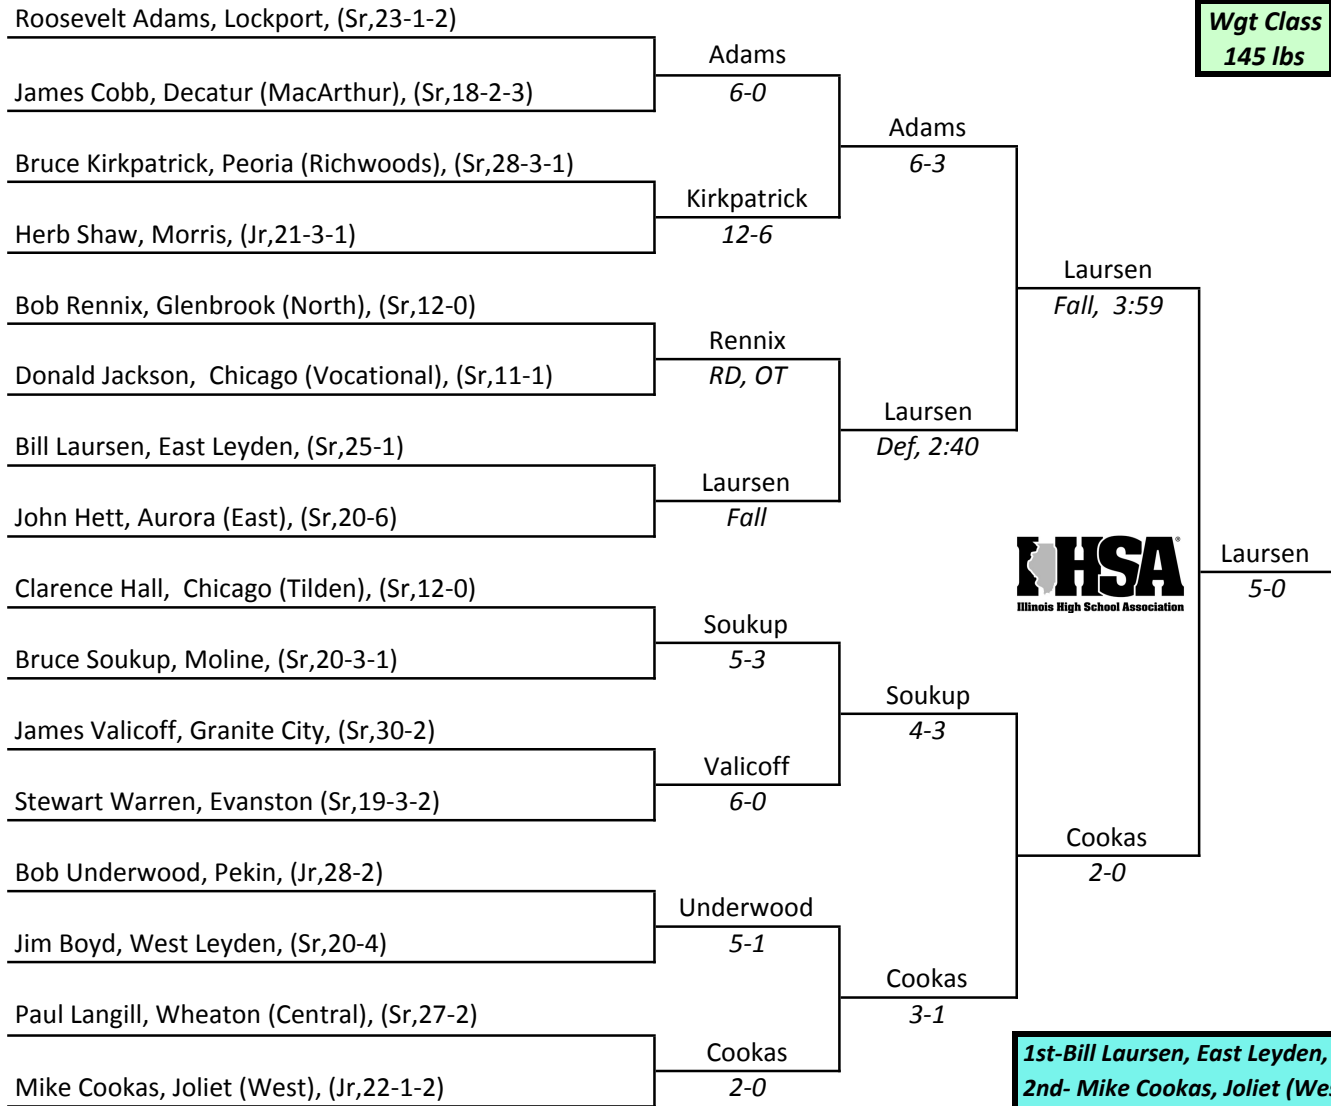 Roosevelt Adams, Lockport, (Sr,23-1-2)
Wgt Class
145 lbs
Adams
6-0
James Cobb, Decatur (MacArthur), (Sr,18-2-3)
Adams
6-3
Bruce Kirkpatrick, Peoria (Richwoods), (Sr,28-3-1)
Kirkpatrick
12-6
Herb Shaw, Morris, (Jr,21-3-1)
Laursen
Fall, 3:59
Bob Rennix, Glenbrook (North), (Sr,12-0)
Rennix
RD, OT
Donald Jackson, Chicago (Vocational), (Sr,11-1)
Laursen
Def, 2:40
Bill Laursen, East Leyden, (Sr,25-1)
Laursen
Fall
John Hett, Aurora (East), (Sr,20-6)
IHSA®
Illinois High School Association
Laursen
5-0
Clarence Hall, Chicago (Tilden), (Sr,12-0)
Soukup
5-3
Bruce Soukup, Moline, (Sr,20-3-1)
Soukup
4-3
James Valicoff, Granite City, (Sr,30-2)
Valicoff
6-0
Stewart Warren, Evanston (Sr,19-3-2)
Cookas
2-0
Bob Underwood, Pekin, (Jr,28-2)
Underwood
5-1
Jim Boyd, West Leyden, (Sr,20-4)
Cookas
3-1
Paul Langill, Wheaton (Central), (Sr,27-2)
Cookas
2-0
Mike Cookas, Joliet (West), (Jr,22-1-2)
1st-Bill Laursen, East Leyden,
2nd- Mike Cookas, Joliet (Wes